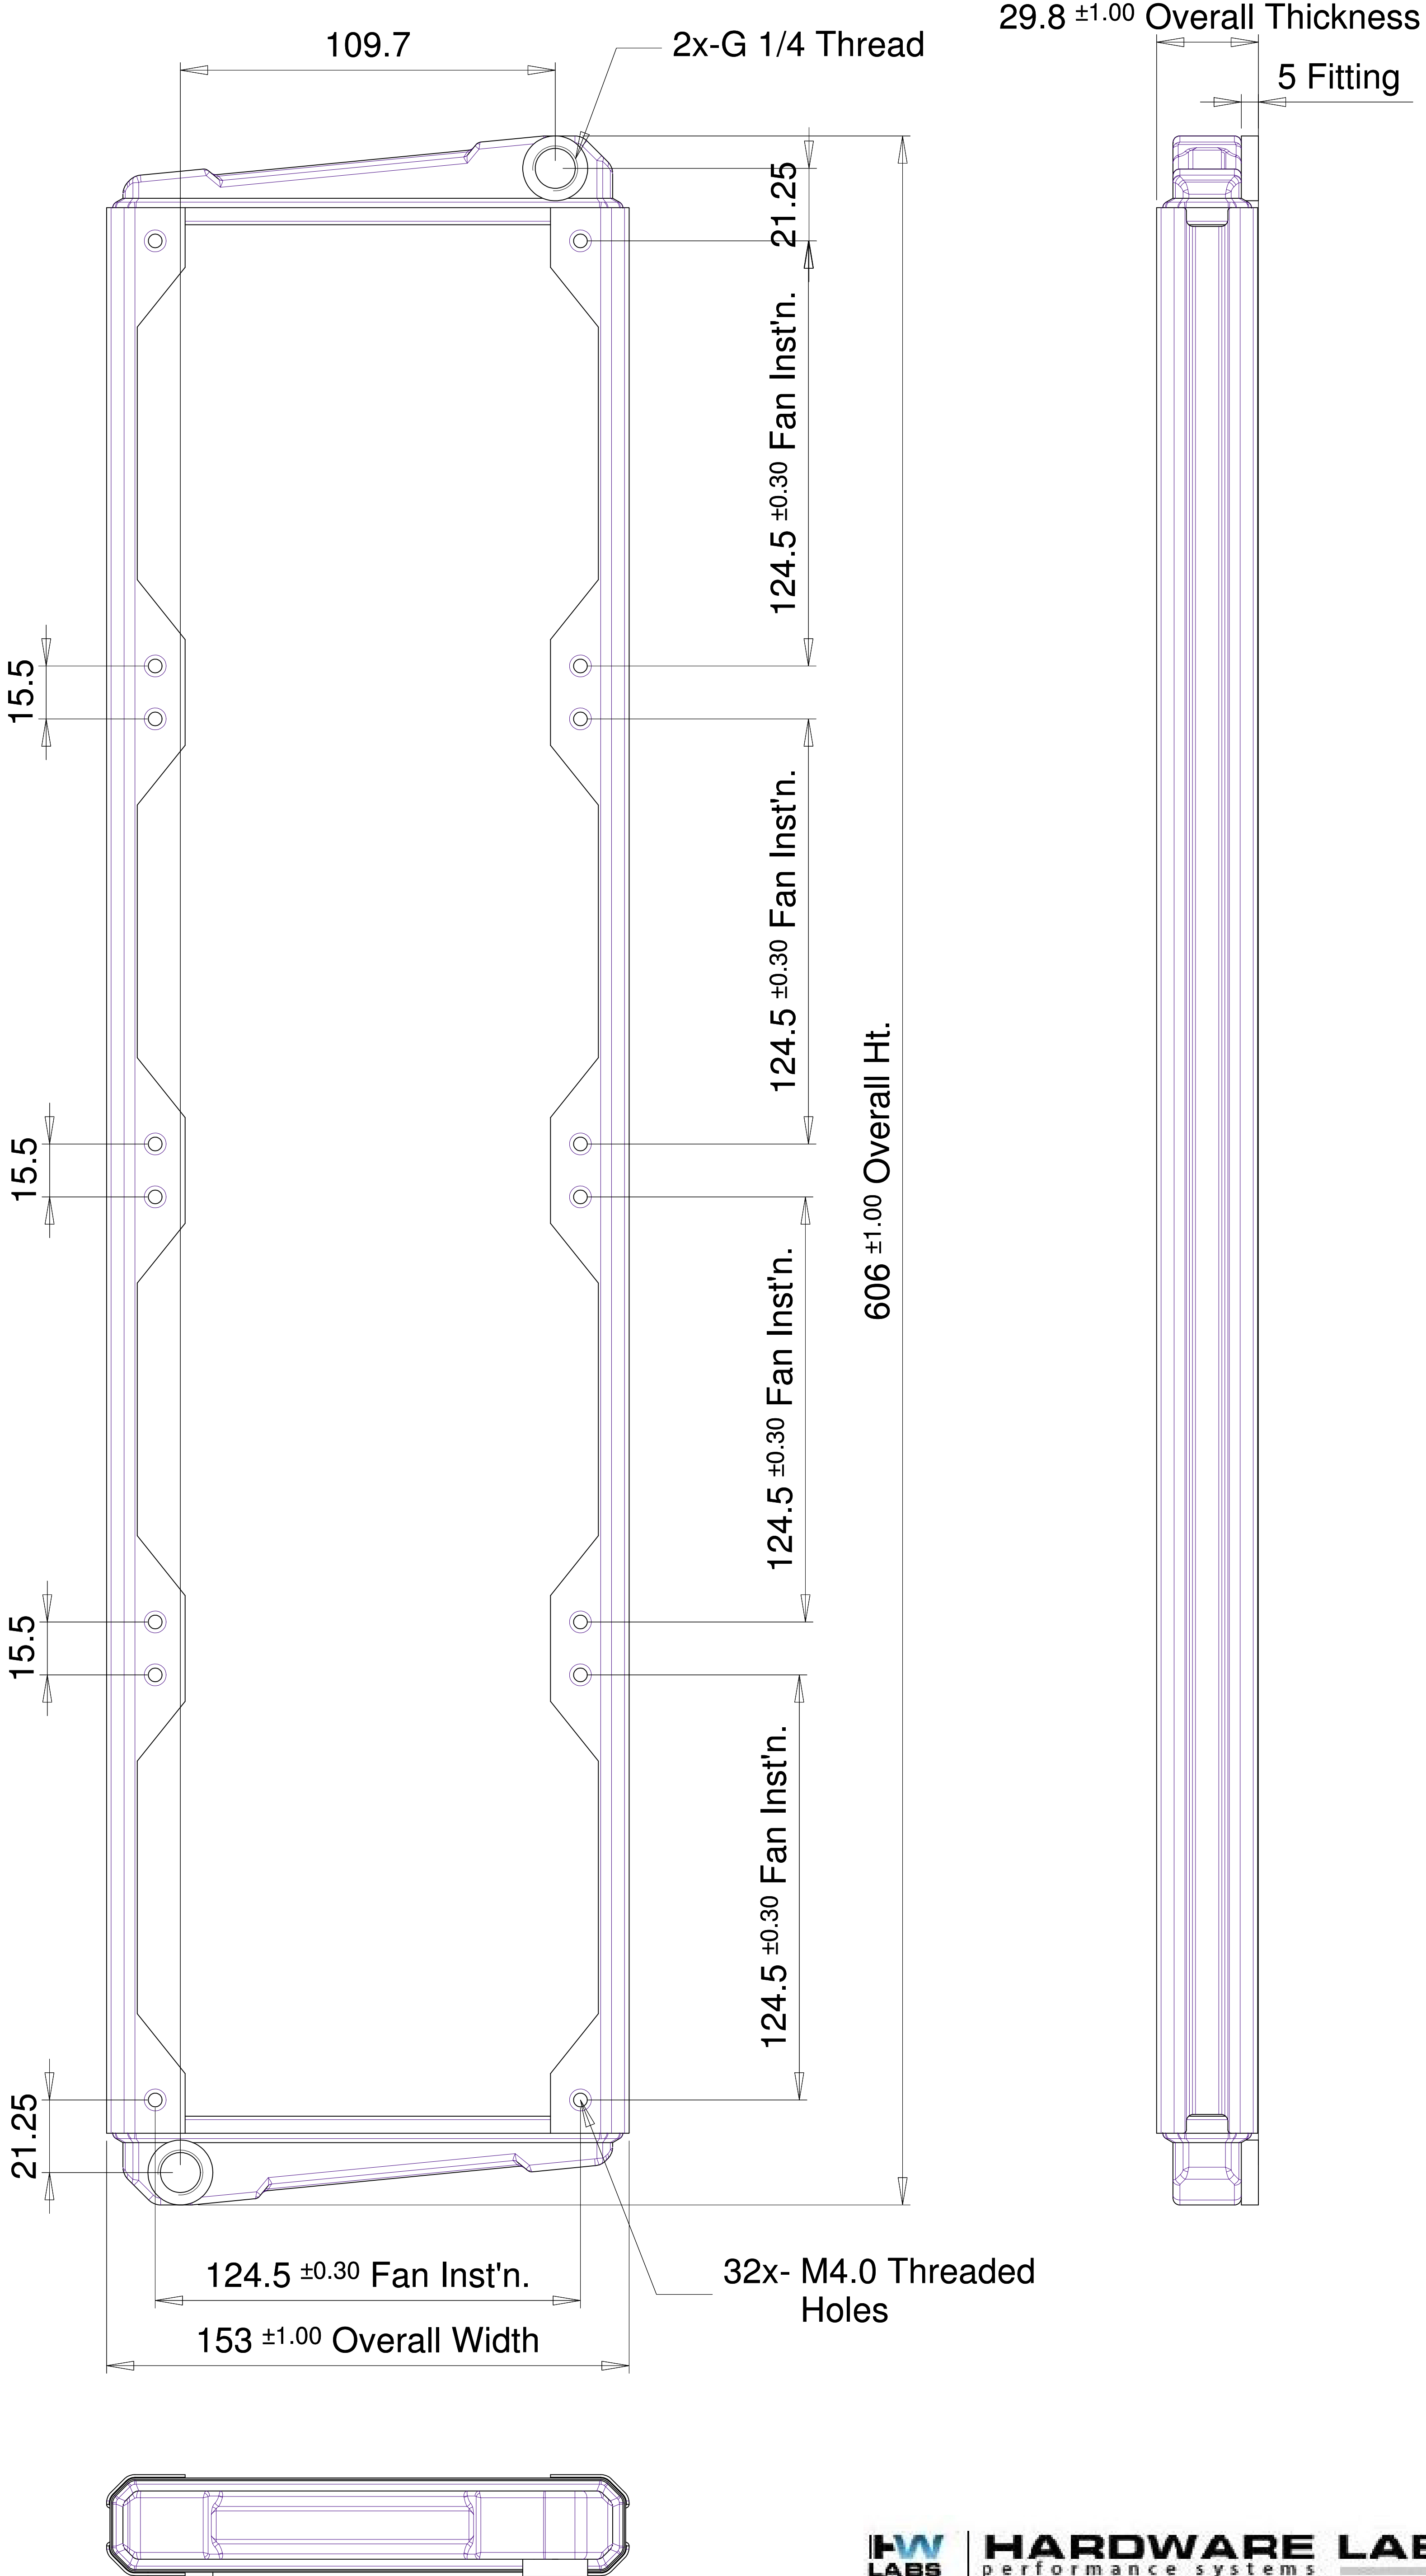 29.8 ±1.00 Overall Thickness
109.7
2x-G 1/4 Thread
5 Fitting
21.25
124.5 ±0.30 Fan Inst'n.
15.5
124.5 ±0.30 Fan Inst'n.
606 ±1.00 Overall Ht.
15.5
124.5 ±0.30 Fan Inst'n.
15.5
124.5 ±0.30 Fan Inst'n.
21.25
124.5 ±0.30 Fan Inst'n.
32x- M4.0 Threaded
Holes
153 ±1.00 Overall Width
HW
LABS
HARDWARE LAB
performance systems